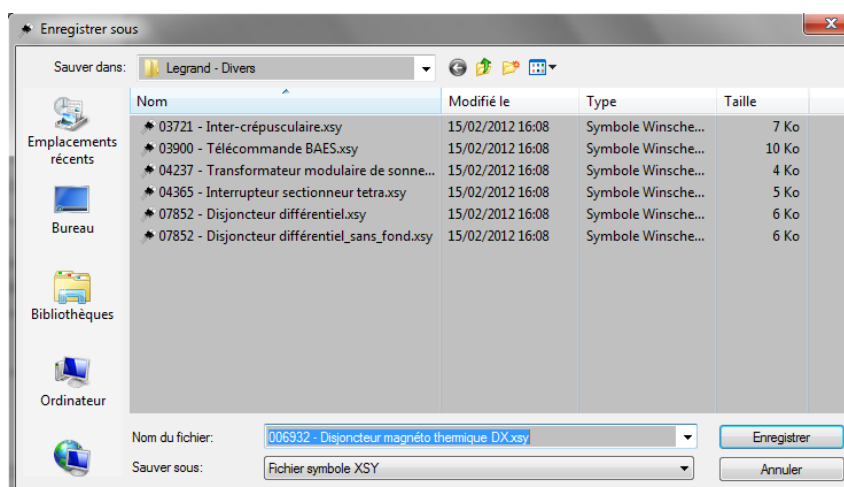 Enregistrer sous
Sauver dans: Legrand - Divers
Nom Modifié le Type Taille
03721 - Inter-crépusculaire.xsy 15/02/2012 16:08 Symbole Winsche... 7 Ko
03900 - Télécommande BAES.xsy 15/02/2012 16:08 Symbole Winsche... 10 Ko
04237 - Transformateur modulaire de sonne... 15/02/2012 16:08 Symbole Winsche... 4 Ko
04365 - Interrupteur sectionneur tetra.xsy 15/02/2012 16:08 Symbole Winsche... 5 Ko
07852 - Disjoncteur différentiel.xsy 15/02/2012 16:08 Symbole Winsche... 6 Ko
07852 - Disjoncteur différentiel_sans_fond.xsy 15/02/2012 16:08 Symbole Winsche... 6 Ko
Emplacements
récents
Bureau
Bibliothèques
Ordinateur
Nom du fichier: 006932 - Disjoncteur magnéto thermique DX.xsy Enregistrer
Sauver sous: Fichier symbole XSY Annuler